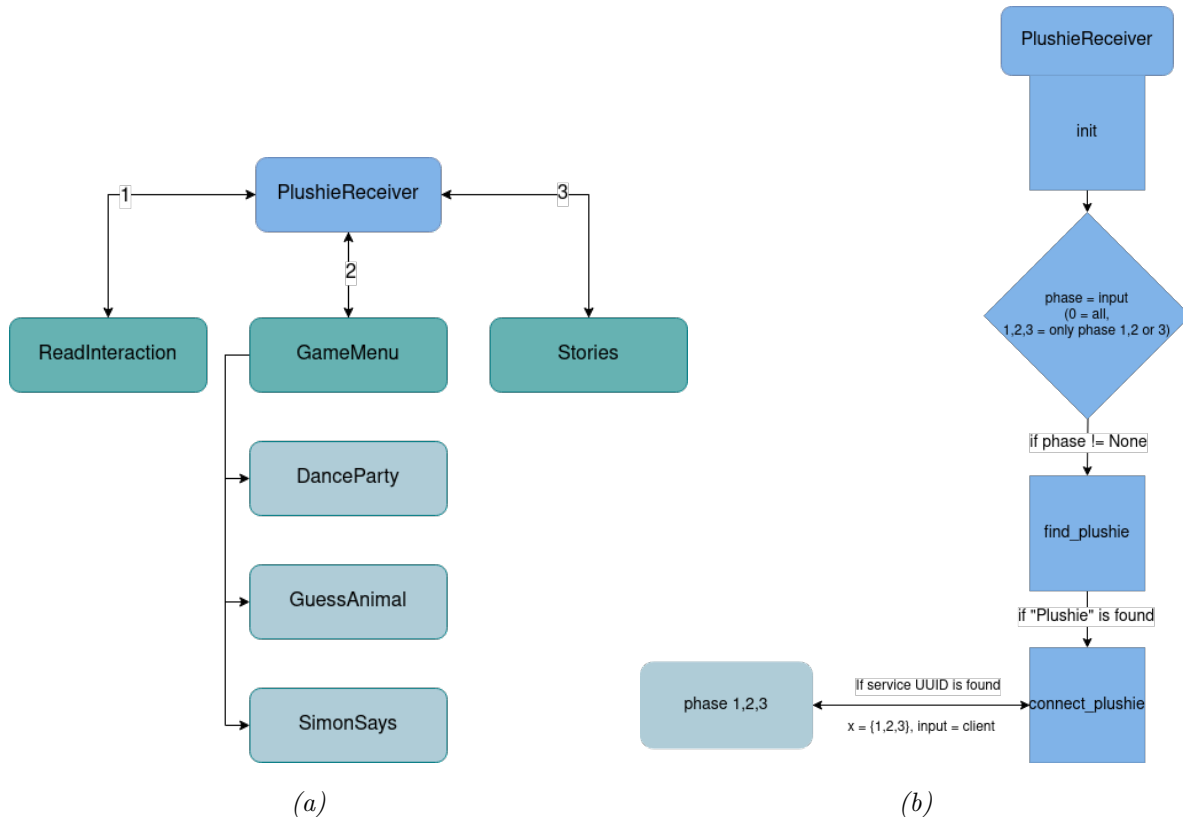 PlushieReceiver
1
2
3
ReadInteraction
GameMenu
Stories
DanceParty
GuessAnimal
SimonSays
(a)
PlushieReceiver
init
phase = input
(0 = all,
1,2,3 = only phase 1,2 or 3)
if phase != None
find_plushie
if "Plushie" is found
connect_plushie
If service UUID is found
x = {1,2,3}, input = client
phase 1,2,3
(b)